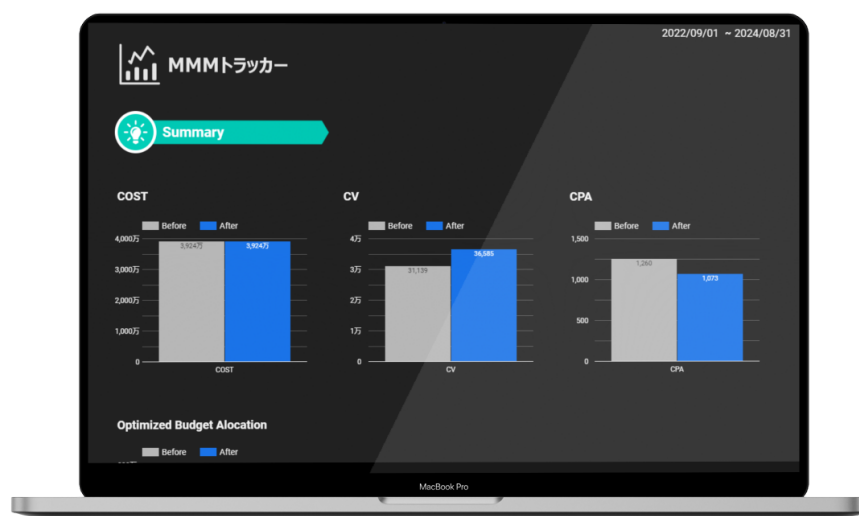 2022/09/01 ~ 2024/08/31
MMMトラッカー
Summary
COST
CV
CPA
Before After
Before After
Before After
4,000万
3,000万
2,000万
1,000万
0
3,924万
3,924万
COST
4万
3万
2万
1万
0
31,139
36,585
CV
1,500
1,000
500
0
1,260
1,073
CPA
Optimized Budget Alocation
Before After
MacBook Pro